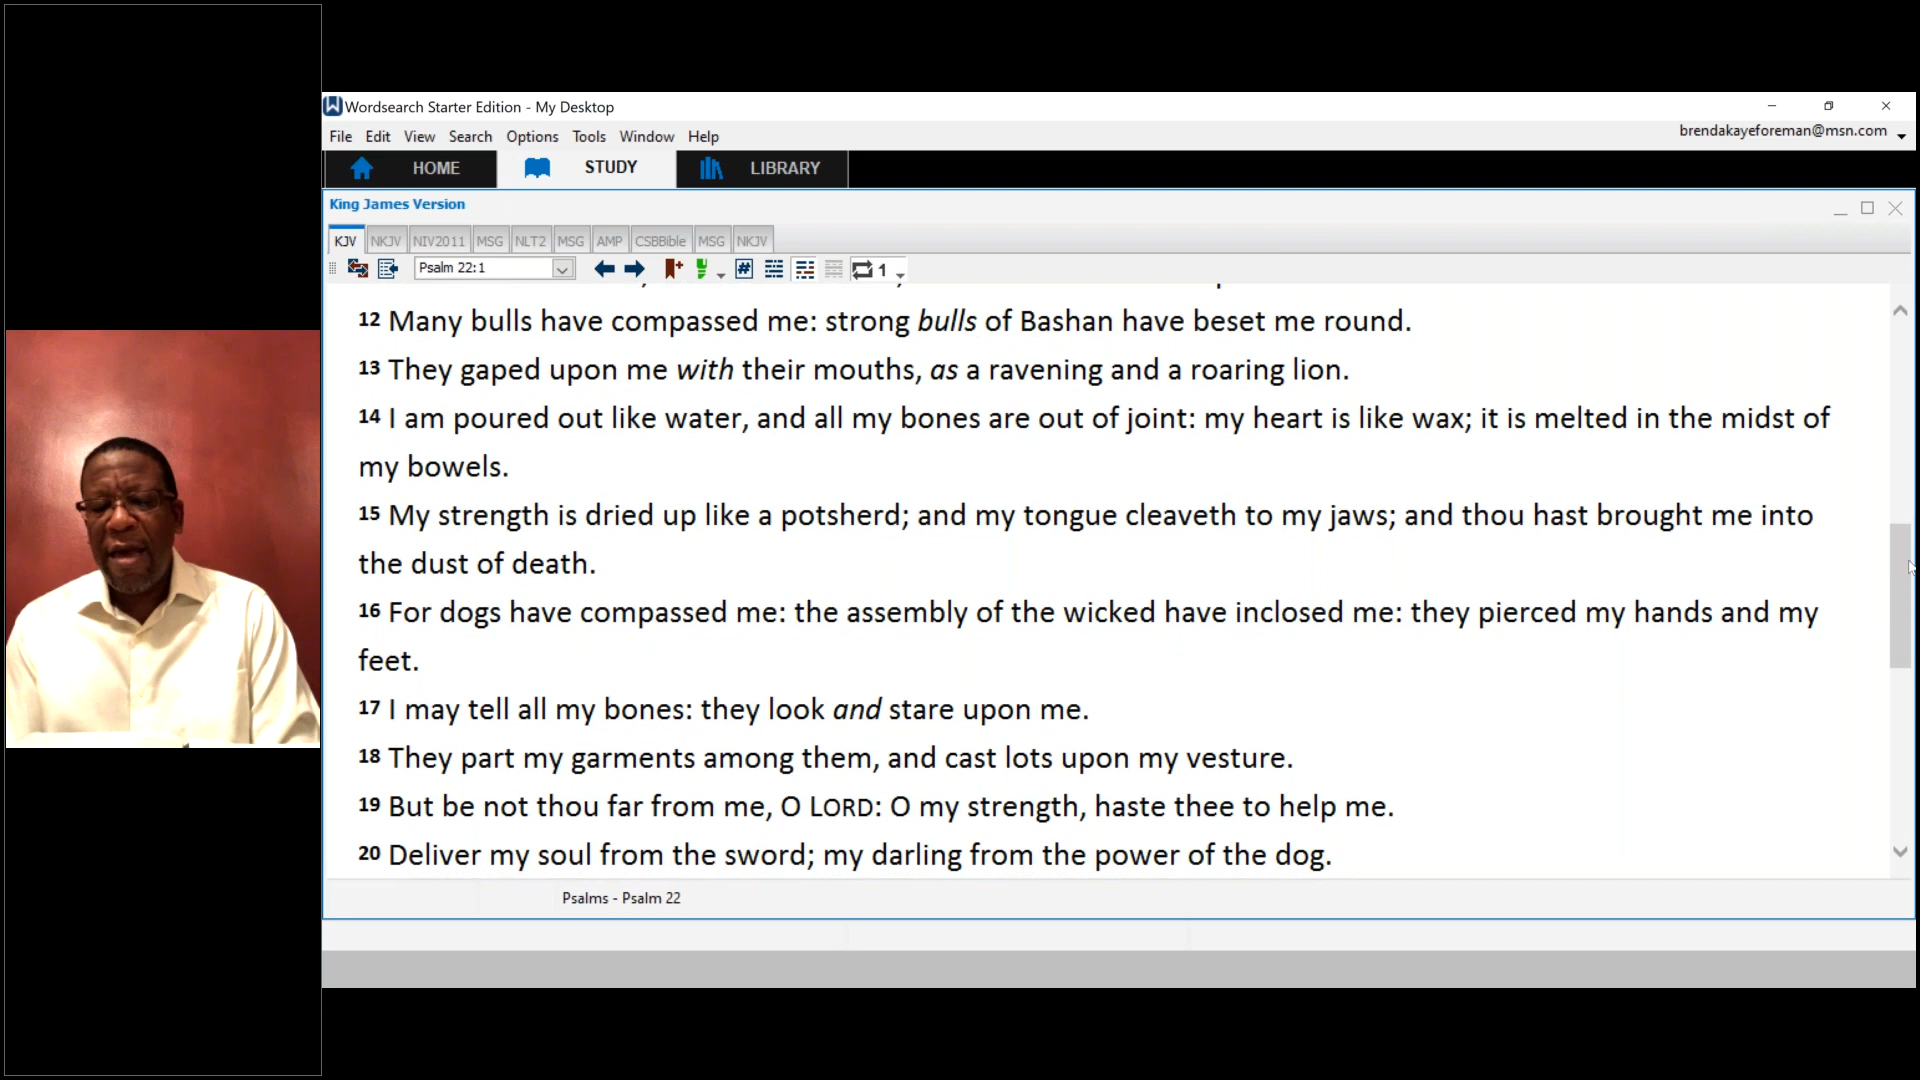 Wordsearch Starter Edition - My Desktop
File Edit View Search Options Tools Window Help
brendakayeforeman@msn.com
HOME STUDY LIBRARY
King James Version
KJV NKJV NIV2011 MSG NLT2 MSG AMP CSBBible MSG NKJV
Psalm 22:1
1
12 Many bulls have compassed me: strong bulls of Bashan have beset me round.
13 They gaped upon me with their mouths, as a ravening and a roaring lion.
14 I am poured out like water, and all my bones are out of joint: my heart is like wax; it is melted in the midst of
my bowels.
15 My strength is dried up like a potsherd; and my tongue cleaveth to my jaws; and thou hast brought me into
the dust of death.
16 For dogs have compassed me: the assembly of the wicked have inclosed me: they pierced my hands and my
feet.
17 I may tell all my bones: they look and stare upon me.
18 They part my garments among them, and cast lots upon my vesture.
19 But be not thou far from me, O LORD: O my strength, haste thee to help me.
20 Deliver my soul from the sword; my darling from the power of the dog.
Psalms - Psalm 22